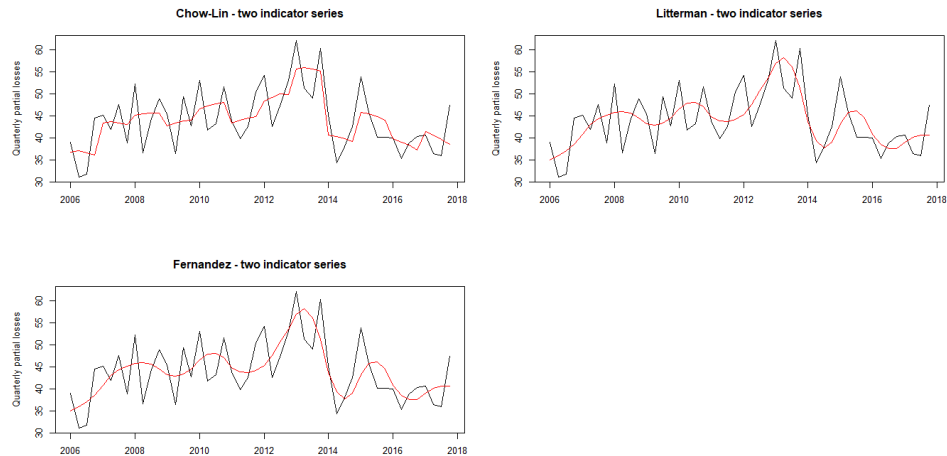 Chow-Lin - two indicator series
Quarterly partial losses
60
55
50
45
40
35
30
2006 2008 2010 2012 2014 2016 2018
Litterman - two indicator series
Quarterly partial losses
60
55
50
45
40
35
30
2006 2008 2010 2012 2014 2016 2018
Fernandez - two indicator series
Quarterly partial losses
60
55
50
45
40
35
30
2006 2008 2010 2012 2014 2016 2018